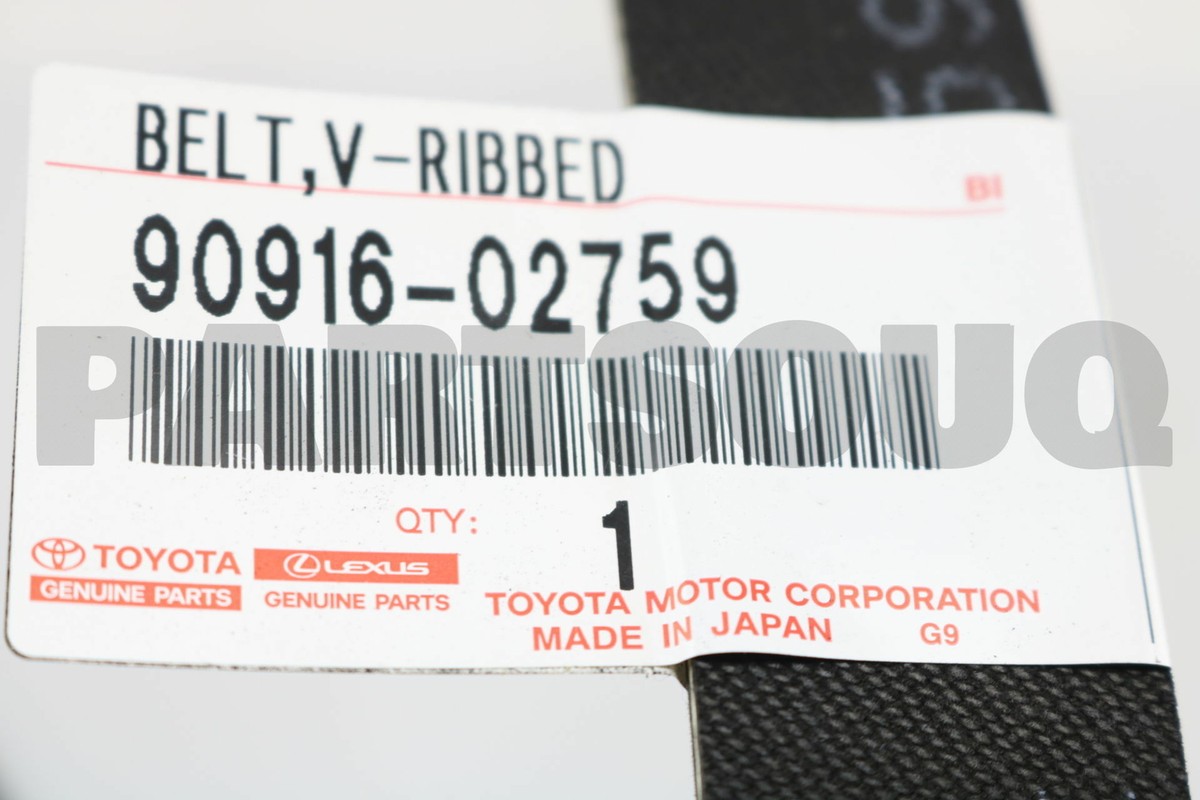 BELT,V-RIBBED
BI
90916-02759
PARTSOUQ
QTY: 1
TOYOTA
GENUINE PARTS
LEXUS
GENUINE PARTS
TOYOTA MOTOR CORPORATION
MADE IN JAPAN G9